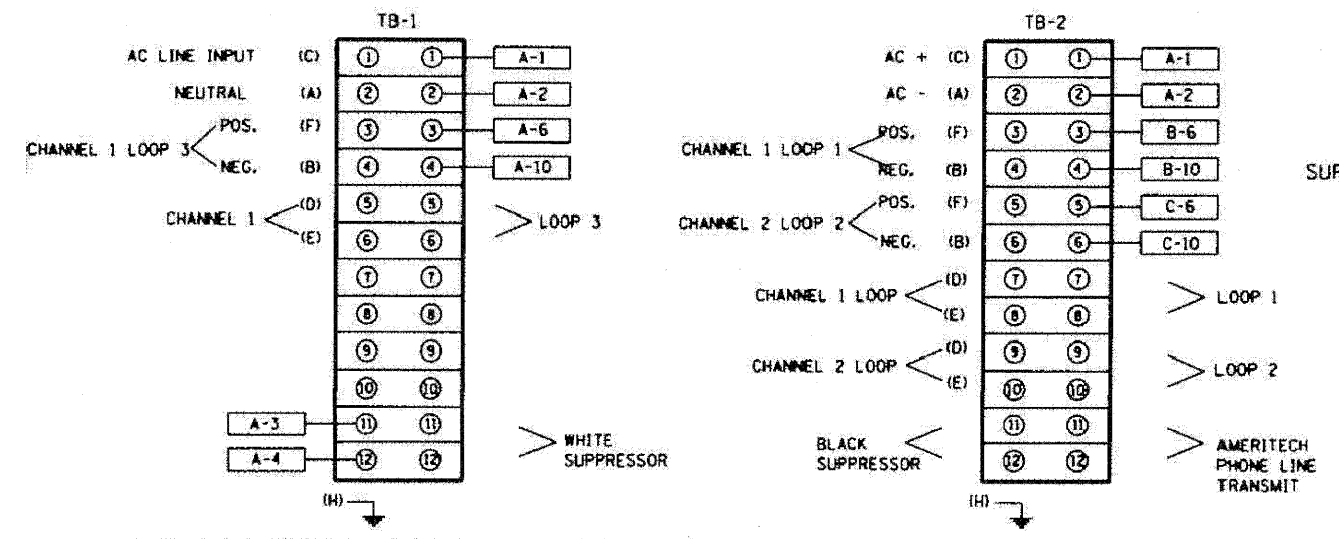 TB-1
AC LINE INPUT (C) 1 1 A-1
NEUTRAL (A) 2 2 A-2
POS. (F) 3 3 A-6
CHANNEL 1 LOOP 3
NEG. (B) 4 4 A-10
(D) 5 5
CHANNEL 1 LOOP 3
(E) 6 6
7 7
8 8
9 9
10 10
A-3 11 11
WHITE
SUPPRESSOR
A-4 12 12
(H)
TB-2
AC + (C) 1 1 A-1
AC - (A) 2 2 A-2
POS. (F) 3 3 B-6
CHANNEL 1 LOOP 1
NEG. (B) 4 4 B-10
POS. (F) 5 5 C-6
CHANNEL 2 LOOP 2
NEG. (B) 6 6 C-10
(D) 7 7
CHANNEL 1 LOOP LOOP 1
(E) 8 8
(D) 9 9
CHANNEL 2 LOOP LOOP 2
(E) 10 10
11 11
BLACK
SUPPRESSOR
12 12
AMERITECH
PHONE LINE
TRANSMIT
(H)
SUP